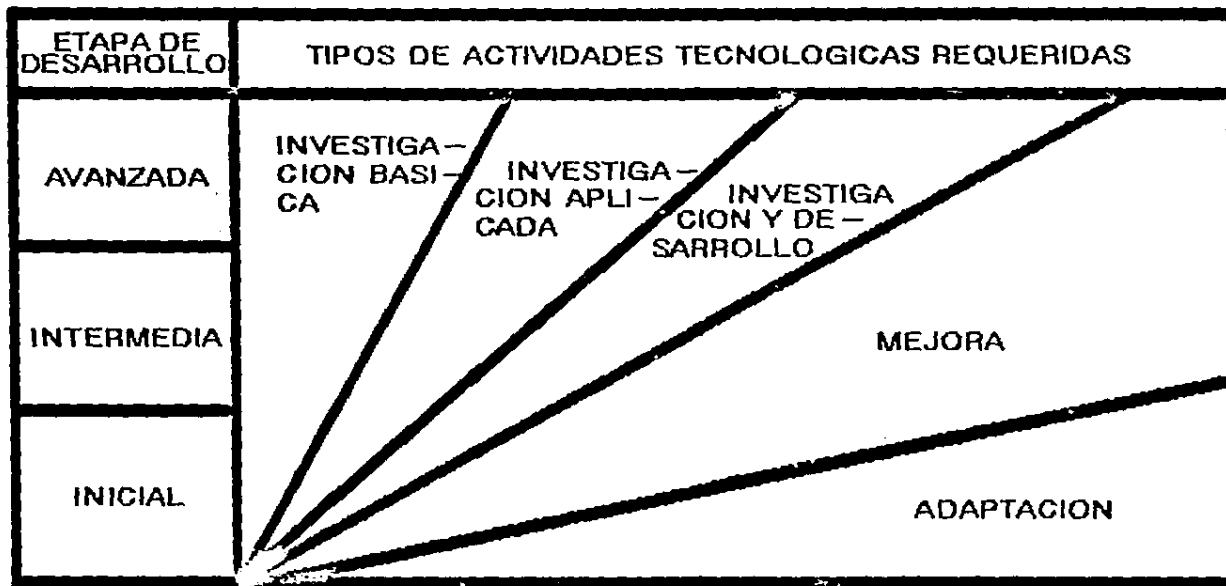 ETAPA DE
DESARROLLO
TIPOS DE ACTIVIDADES TECNOLOGICAS REQUERIDAS
AVANZADA
INVESTIGA-
CION BASI-
CA
INVESTIGA-
CION APLI-
CADA
INVESTIGA
CION Y DE-
SARROLLO
INTERMEDIA
MEJORA
INICIAL
ADAPTACION